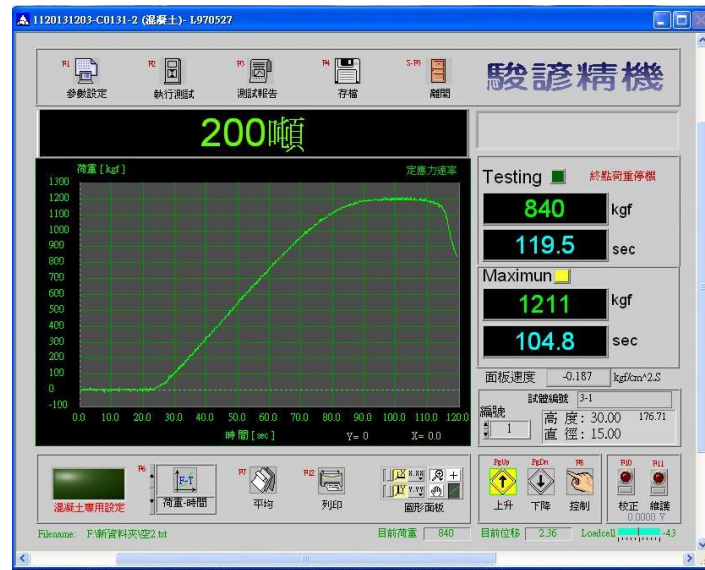 1120131203-C0131-2 (混凝土)- L970527
F1 F2 F3 F4 S-F5
參數設定 執行測試 測試報告 存檔 離開
駿諺精機
200噸
荷重 [kgf] 定應力速率
1300
1200
1100
1000
900
800
700
600
500
400
300
200
100
0
-100
0.0 10.0 20.0 30.0 40.0 50.0 60.0 70.0 80.0 90.0 100.0 110.0 120.0
時間 [sec] Y= 0 X= 0.0
Testing 終點荷重停機
840 kgf
119.5 sec
Maximun
1211 kgf
104.8 sec
面板速度 -0.187 kgf/cm^2.S
試體編號 3-1
編號 1
高 度: 30.00 176.71
直 徑: 15.00
混凝土專用設定
F6 F-T 荷重-時間
F7 平均
F12 列印
X X.XX
Y Y.YY
圖形面板
PgUp PgDn F8
上升 下降 控制
F10 F11
校正 維護
0.0000 V
Filename: F:\新資料夾\空2.txt 目前荷重 840 目前位移 2.36 Loadcell -43